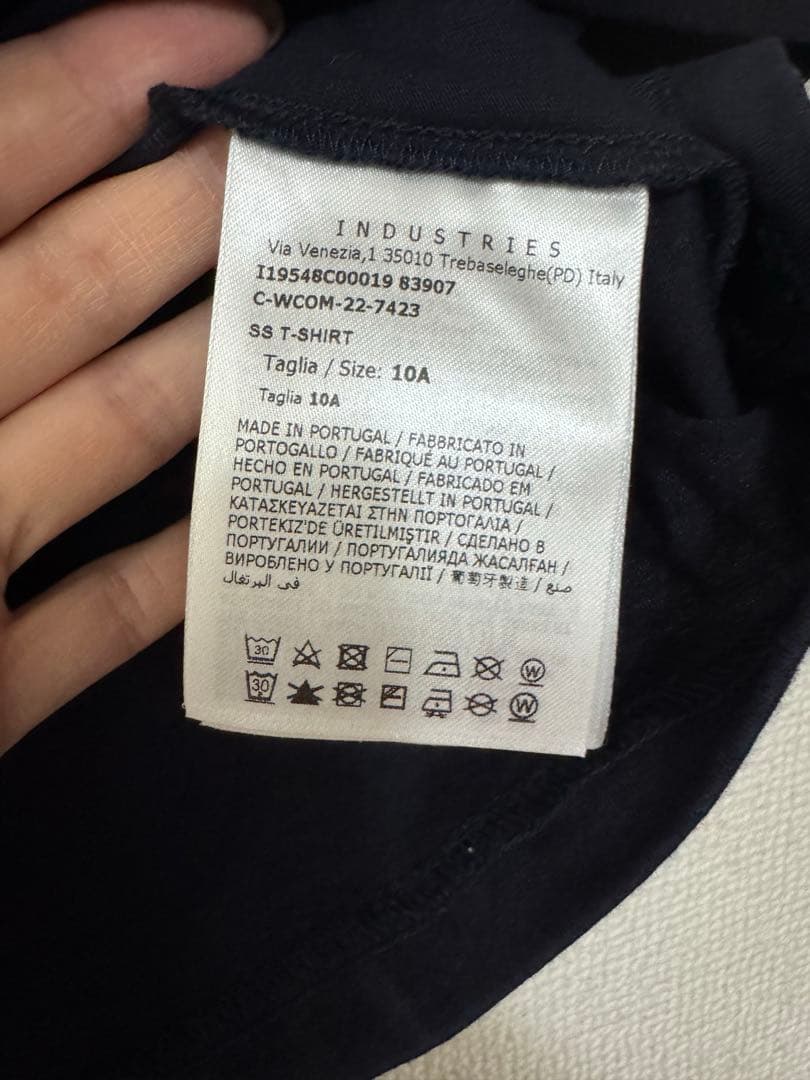 INDUSTRIES
Via Venezia,1 35010 Trebaseleghe(PD) Italy
I19548C00019 83907
C-WCOM-22-7423
SS T-SHIRT
Taglia / Size: 10A
Taglia 10A
MADE IN PORTUGAL / FABBRICATO IN
PORTOGALLO / FABRIQUÉ AU PORTUGAL /
HECHO EN PORTUGAL / FABRICADO EM
PORTUGAL / HERGESTELLT IN PORTUGAL /
ΚΑΤΑΣΚΕΥΑΖΕΤΑΙ ΣΤΗΝ ΠΟΡΤΟΓΑΛΙΑ /
PORTEKIZ'DE ÜRETILMIŞTIR / СДЕЛАНО В
ПОРТУГАЛИИ / ПОРТУГАЛИЯДА ЖАСАЛҒАН /
ВИРОБЛЕНО У ПОРТУГАЛІЇ / 葡萄牙製造 / صنع
في البرتغال
30 W
30 W